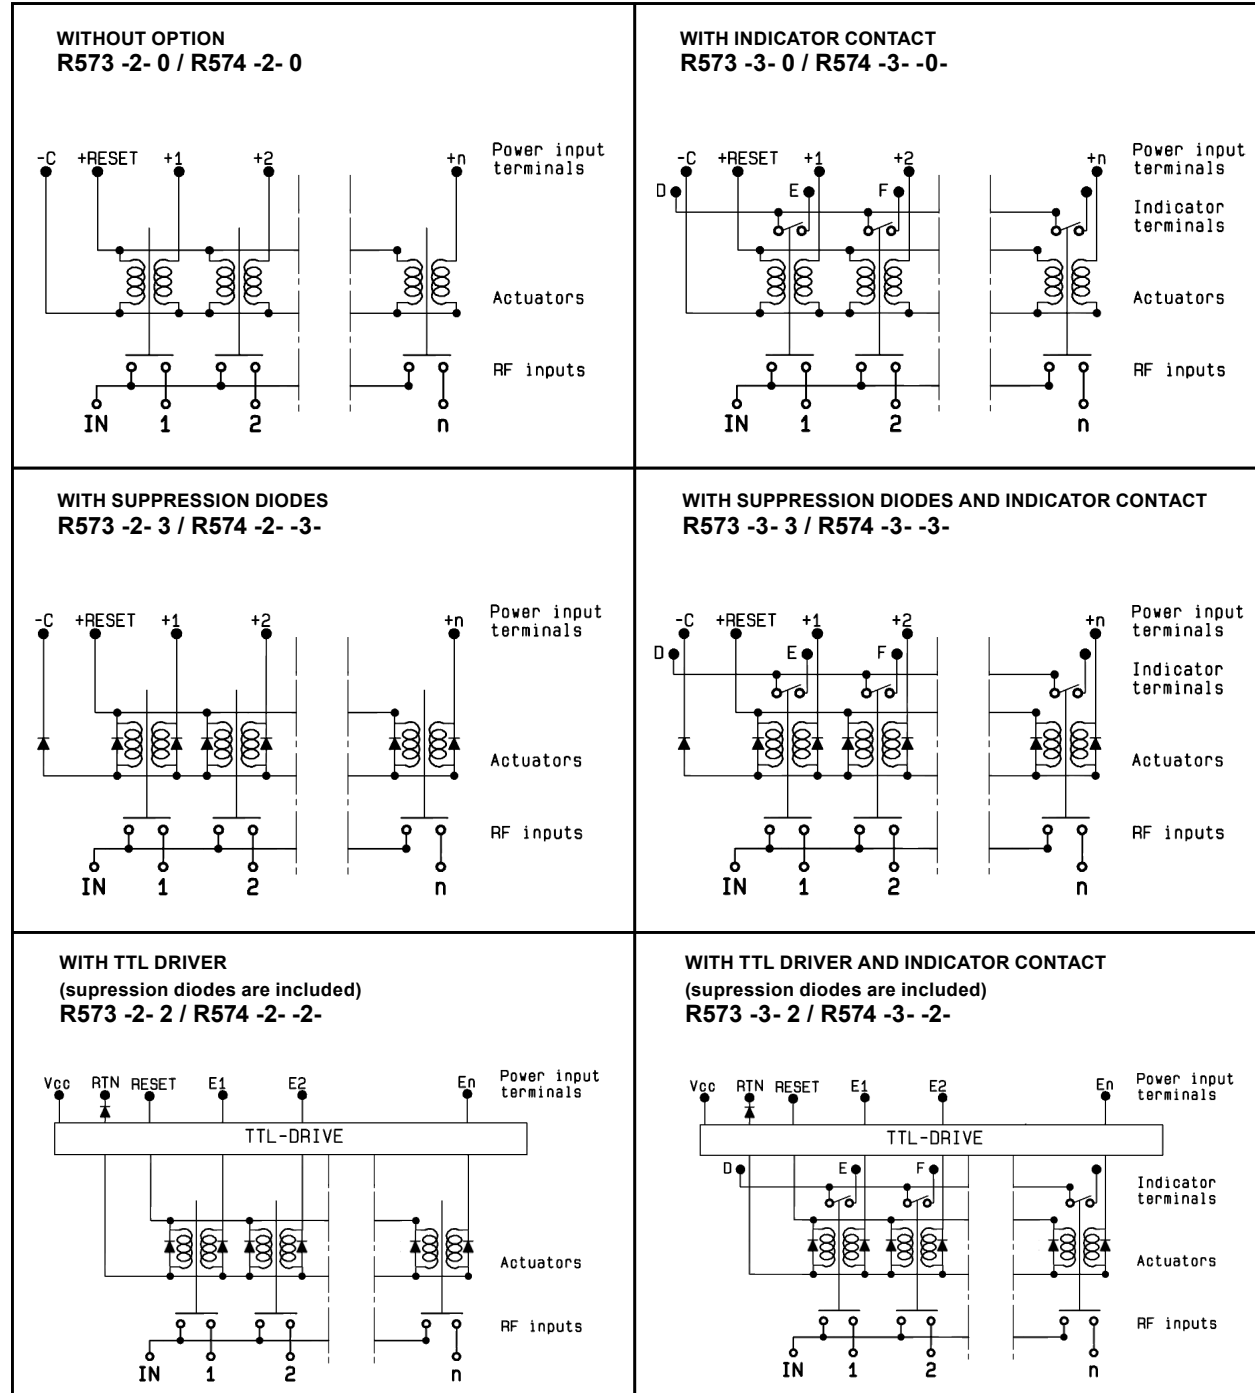 WITHOUT OPTION
R573 -2- 0 / R574 -2- 0
-C +RESET +1 +2 +n
Power input
terminals
Actuators
RF inputs
IN 1 2 n
WITH INDICATOR CONTACT
R573 -3- 0 / R574 -3- -0-
-C +RESET +1 +2 +n
Power input
terminals
D E F
Indicator
terminals
Actuators
RF inputs
IN 1 2 n
WITH SUPPRESSION DIODES
R573 -2- 3 / R574 -2- -3-
-C +RESET +1 +2 +n
Power input
terminals
Actuators
RF inputs
IN 1 2 n
WITH SUPPRESSION DIODES AND INDICATOR CONTACT
R573 -3- 3 / R574 -3- -3-
-C +RESET +1 +2 +n
Power input
terminals
D E F
Indicator
terminals
Actuators
RF inputs
IN 1 2 n
WITH TTL DRIVER
(supression diodes are included)
R573 -2- 2 / R574 -2- -2-
Vcc RTN RESET E1 E2 En
Power input
terminals
TTL-DRIVE
Actuators
RF inputs
IN 1 2 n
WITH TTL DRIVER AND INDICATOR CONTACT
(supression diodes are included)
R573 -3- 2 / R574 -3- -2-
Vcc RTN RESET E1 E2 En
Power input
terminals
TTL-DRIVE
D E F
Indicator
terminals
Actuators
RF inputs
IN 1 2 n